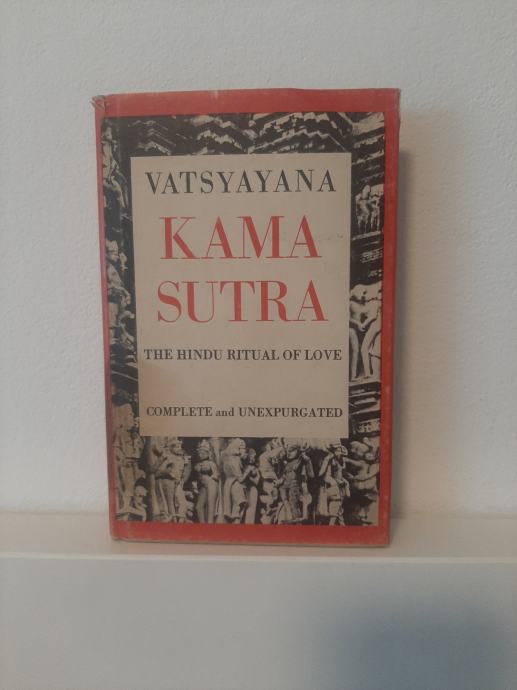 VATSYAYANA
KAMA
SUTRA
THE HINDU RITUAL OF LOVE
COMPLETE and UNEXPURGATED